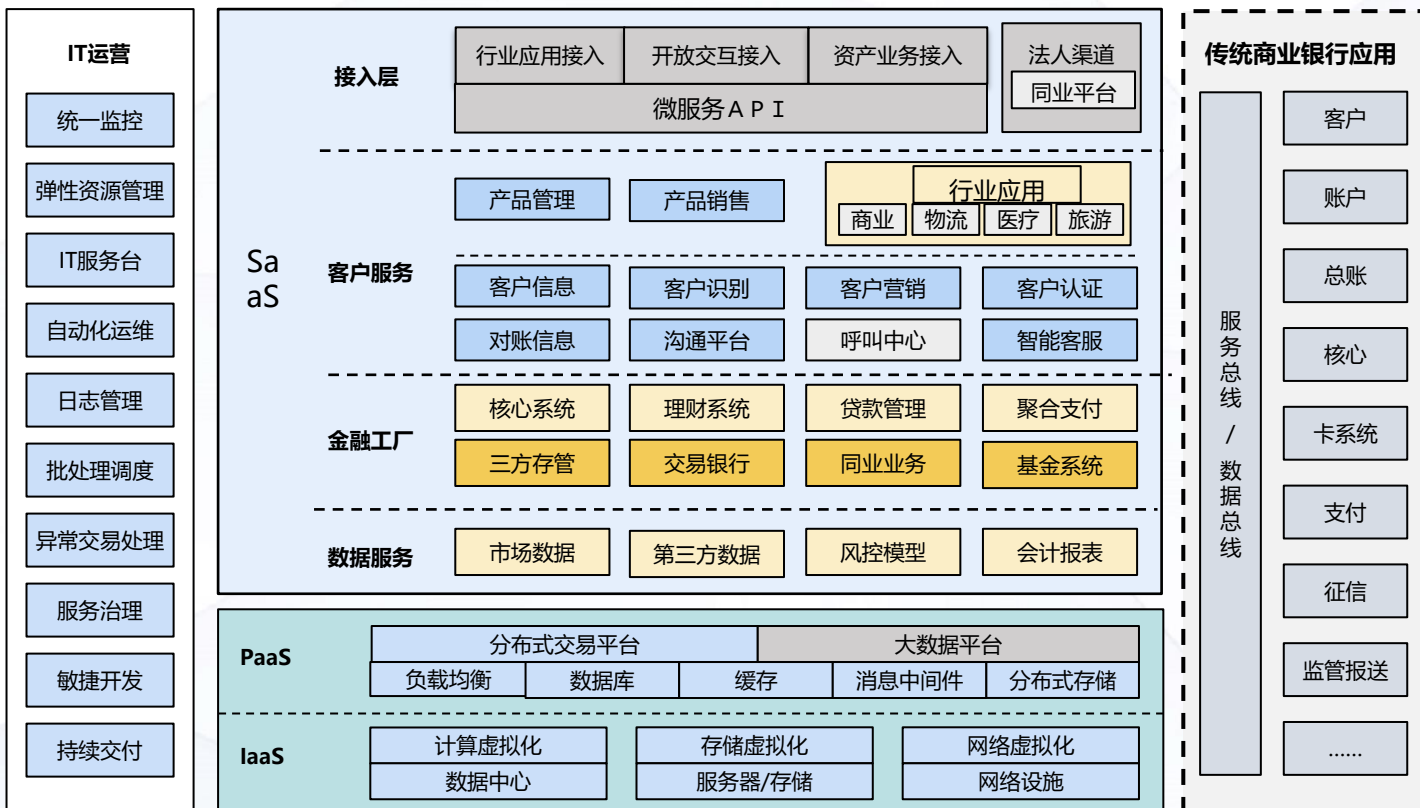 IT运营
统一监控
弹性资源管理
IT服务台
自动化运维
日志管理
批处理调度
异常交易处理
服务治理
敏捷开发
持续交付
Sa
aS
接入层
行业应用接入
开放交互接入
资产业务接入
微服务ＡＰＩ
法人渠道
同业平台
客户服务
产品管理
产品销售
行业应用
商业
物流
医疗
旅游
客户信息
客户识别
客户营销
客户认证
对账信息
沟通平台
呼叫中心
智能客服
金融工厂
核心系统
理财系统
贷款管理
聚合支付
三方存管
交易银行
同业业务
基金系统
数据服务
市场数据
第三方数据
风控模型
会计报表
PaaS
分布式交易平台
大数据平台
负载均衡
数据库
缓存
消息中间件
分布式存储
IaaS
计算虚拟化
存储虚拟化
网络虚拟化
数据中心
服务器/存储
网络设施
传统商业银行应用
服务总线/数据总线
客户
账户
总账
核心
卡系统
支付
征信
监管报送
......